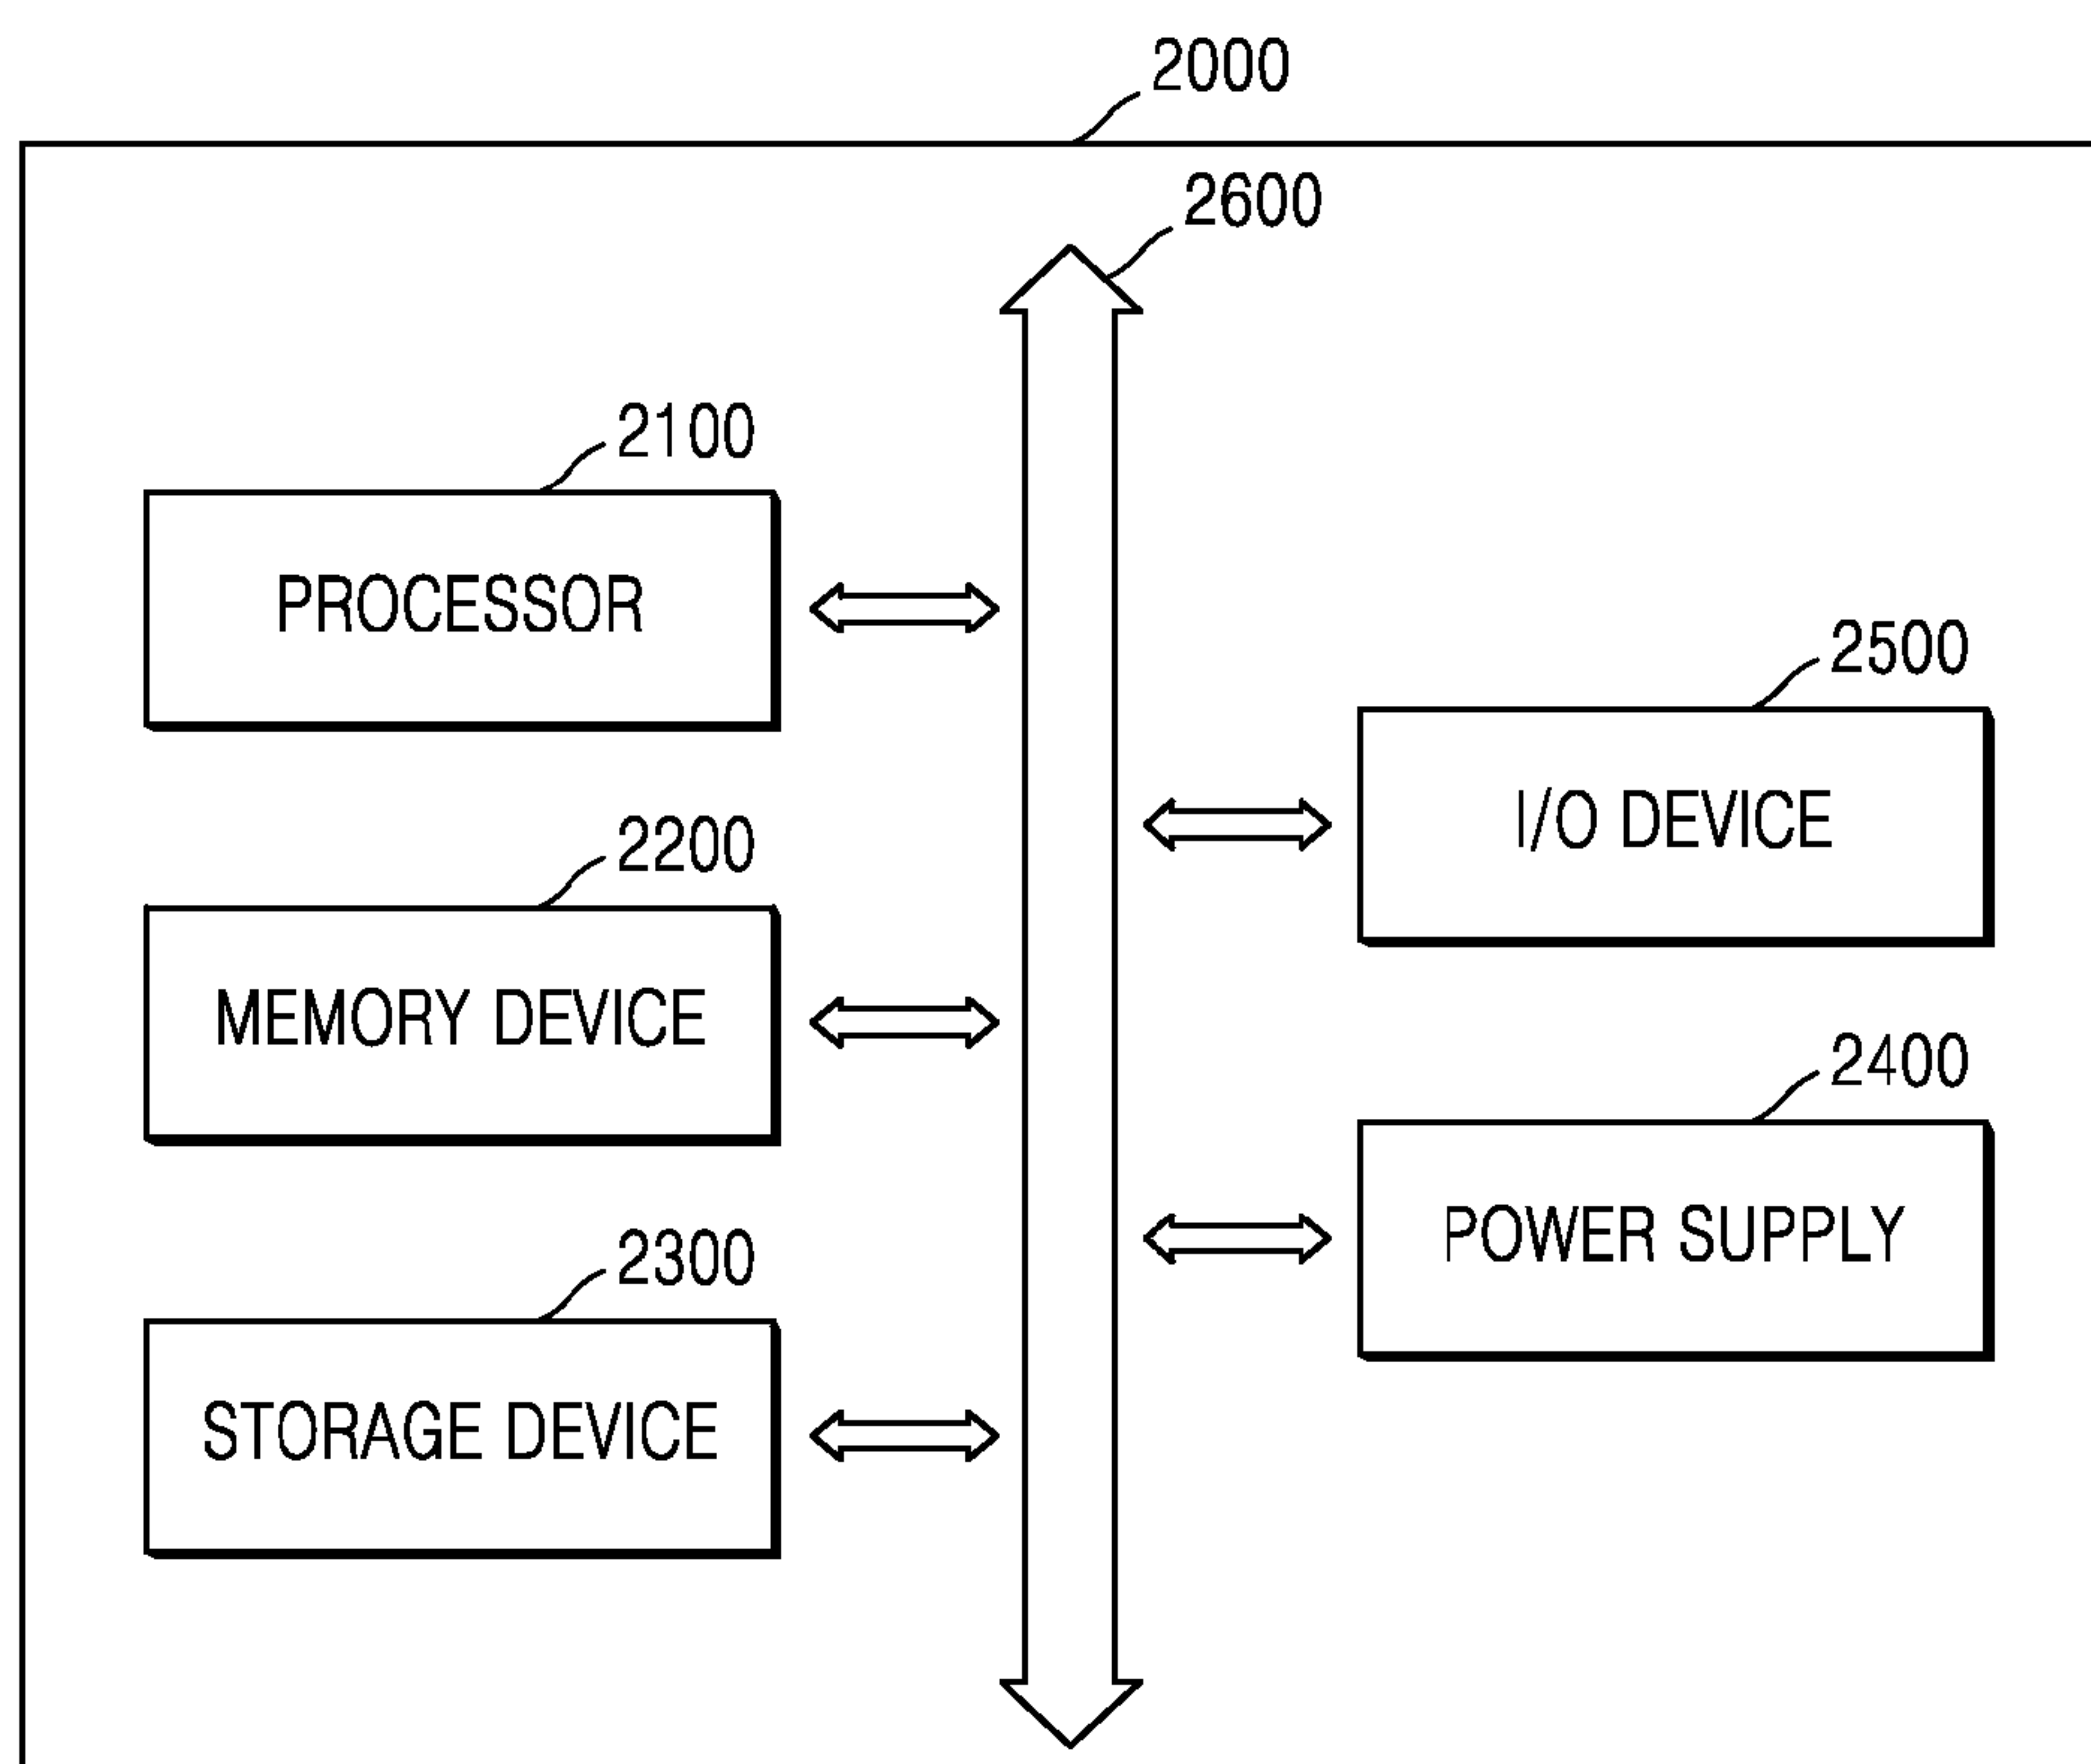 2000
2600
2100
PROCESSOR
2500
I/O DEVICE
2200
MEMORY DEVICE
2400
POWER SUPPLY
2300
STORAGE DEVICE